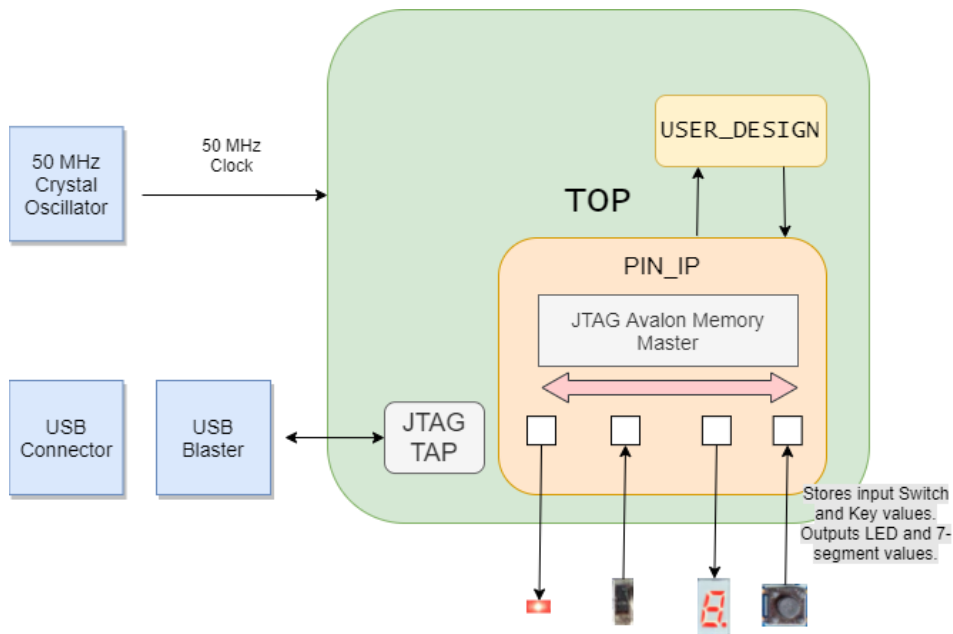 50 MHz
Crystal
Oscillator
50 MHz
Clock
USER_DESIGN
TOP
PIN_IP
JTAG Avalon Memory
Master
USB
Connector
USB
Blaster
JTAG
TAP
Stores input Switch
and Key values.
Outputs LED and 7-
segment values.
8.